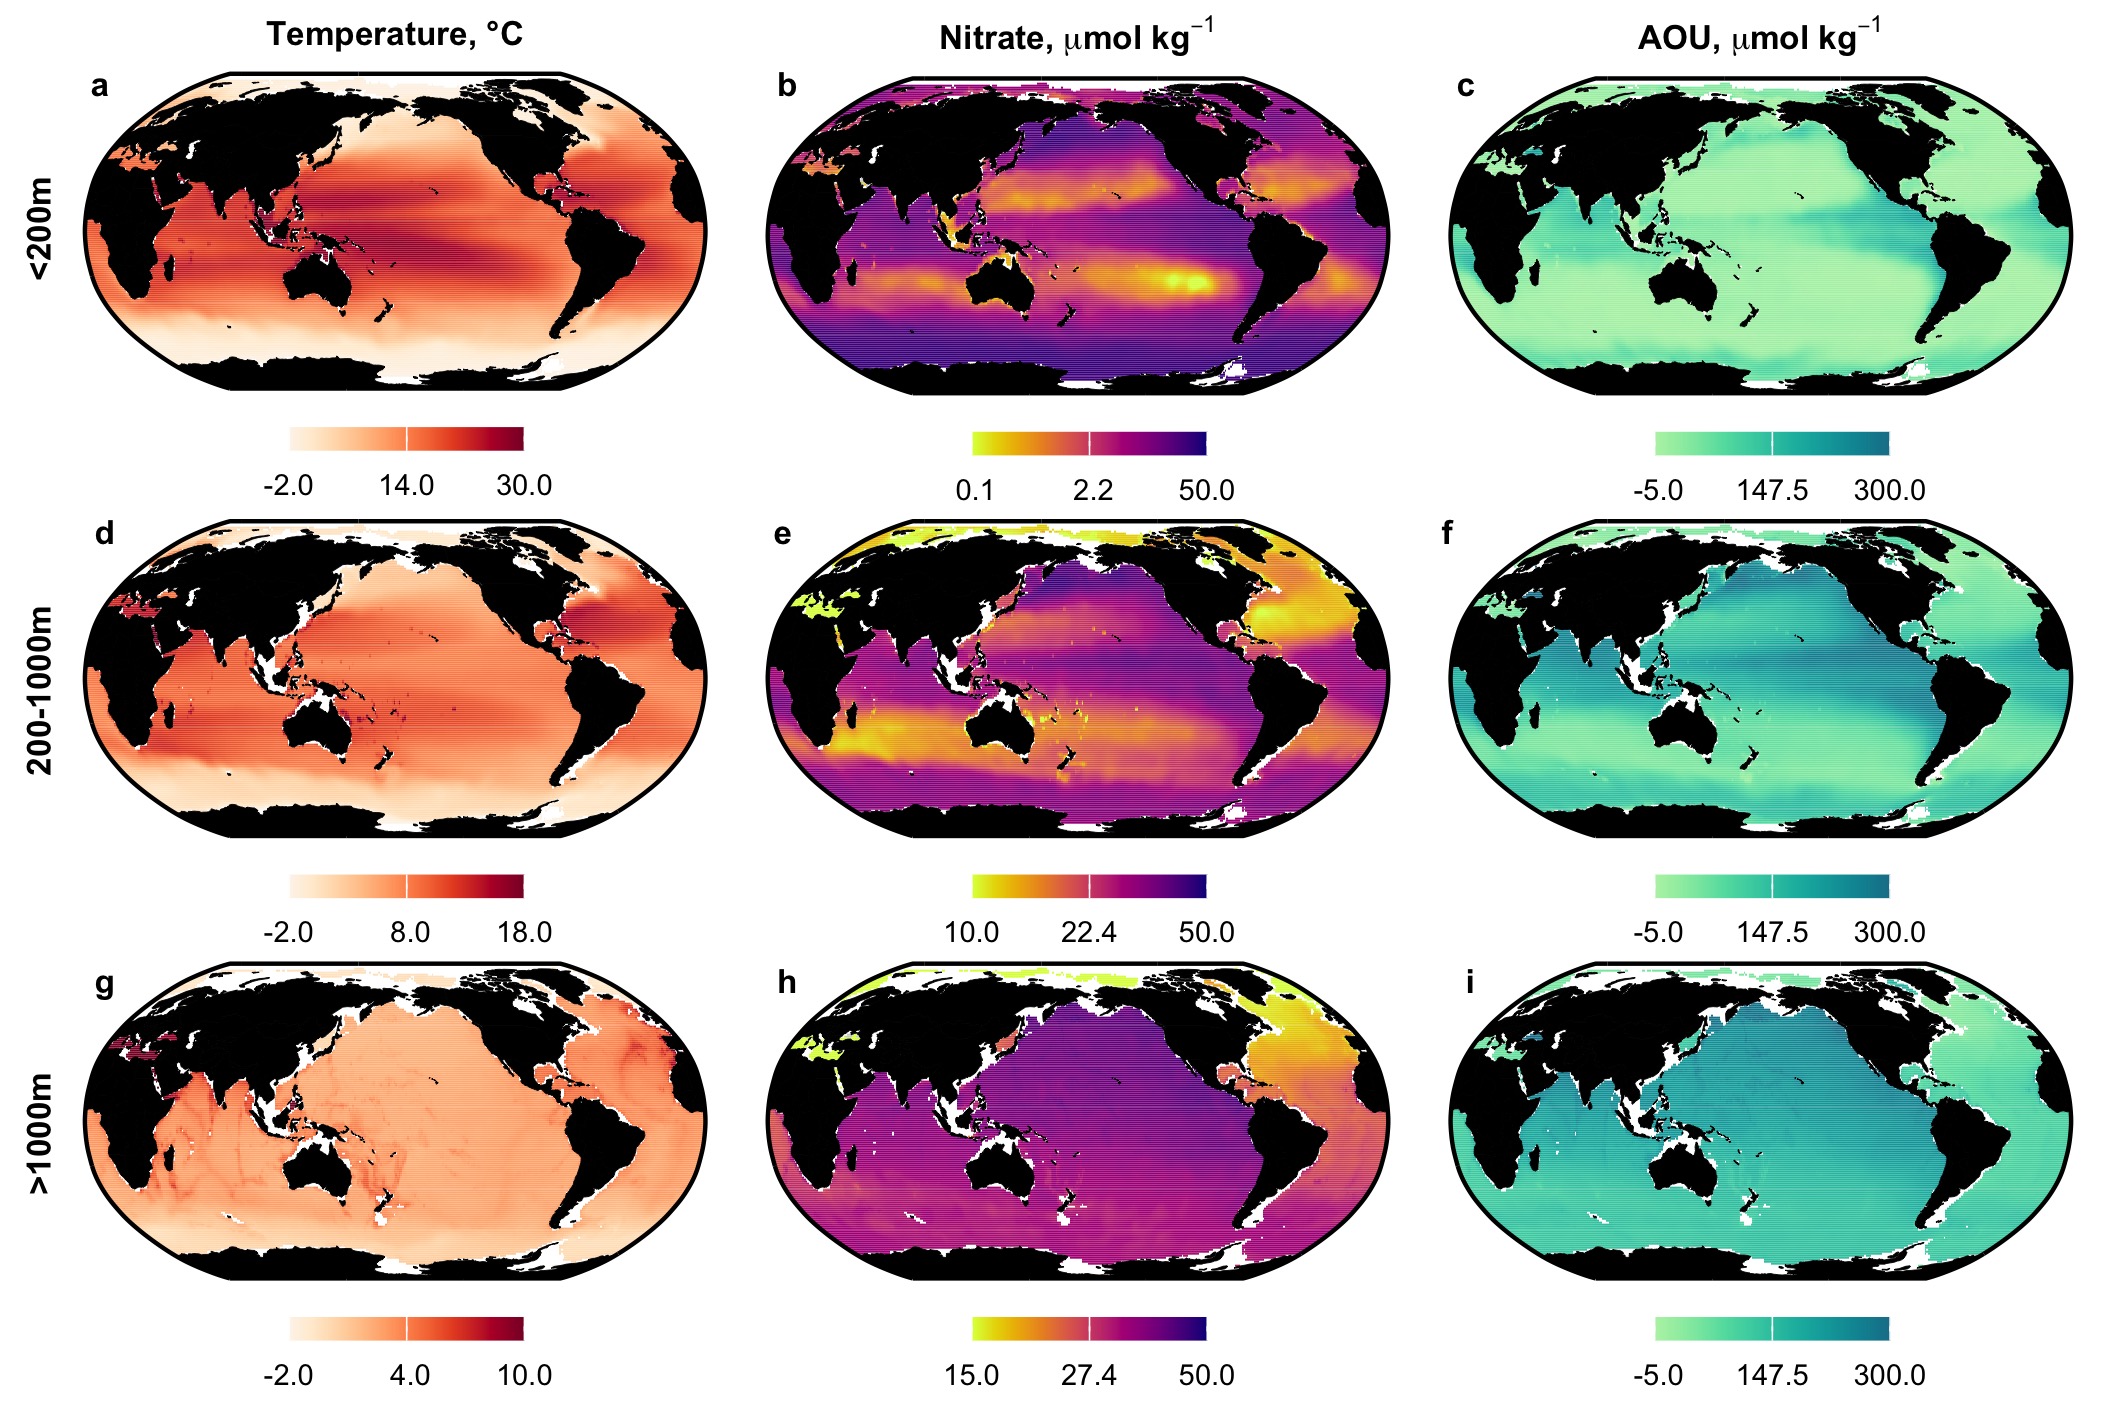 Temperature, °C
Nitrate, μmol kg⁻¹
AOU, μmol kg⁻¹
<200m
a
b
c
-2.0 14.0 30.0
0.1 2.2 50.0
-5.0 147.5 300.0
200-1000m
d
e
f
-2.0 8.0 18.0
10.0 22.4 50.0
-5.0 147.5 300.0
>1000m
g
h
i
-2.0 4.0 10.0
15.0 27.4 50.0
-5.0 147.5 300.0